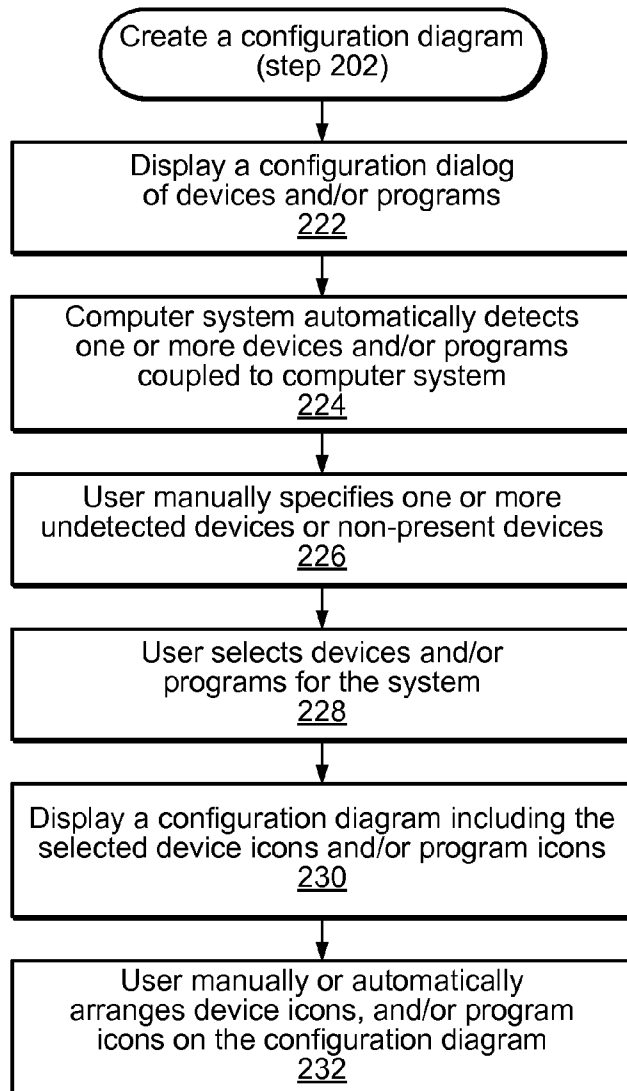 Create a configuration diagram
(step 202)
Display a configuration dialog
of devices and/or programs
222
Computer system automatically detects
one or more devices and/or programs
coupled to computer system
224
User manually specifies one or more
undetected devices or non-present devices
226
User selects devices and/or
programs for the system
228
Display a configuration diagram including the
selected device icons and/or program icons
230
User manually or automatically
arranges device icons, and/or program
icons on the configuration diagram
232